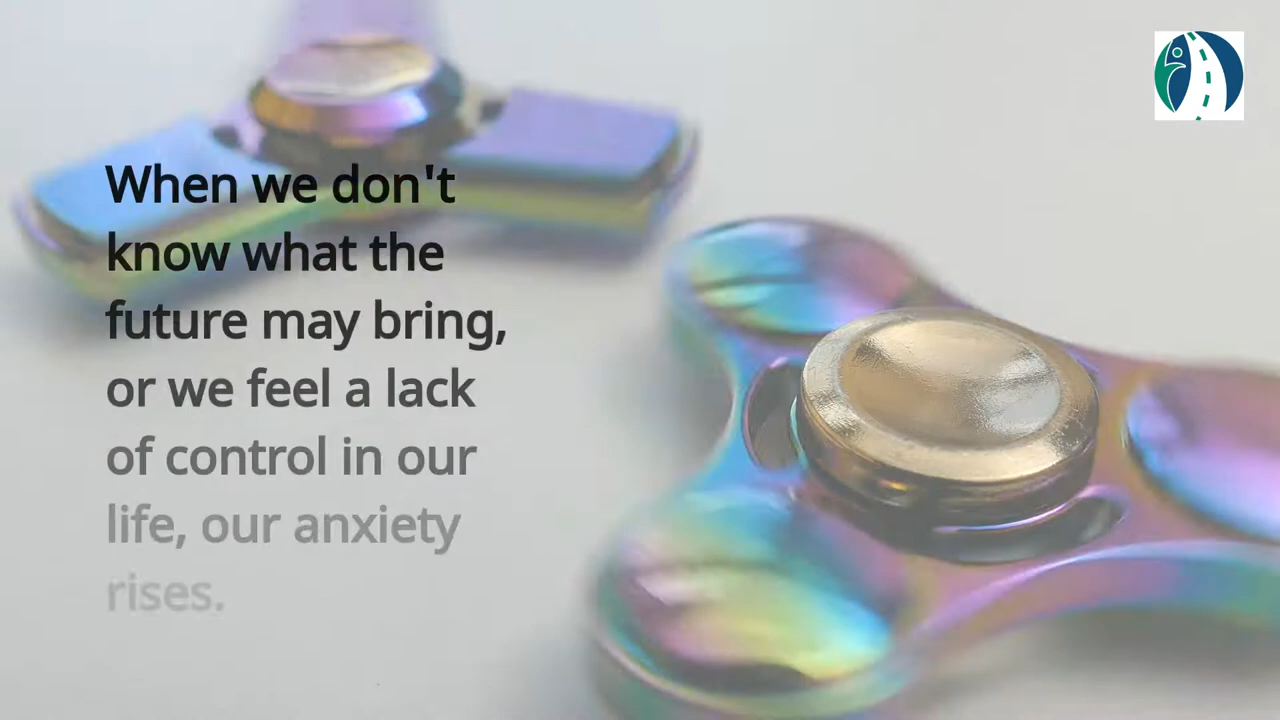 When we don't
know what the
future may bring,
or we feel a lack
of control in our
life, our anxiety
rises.